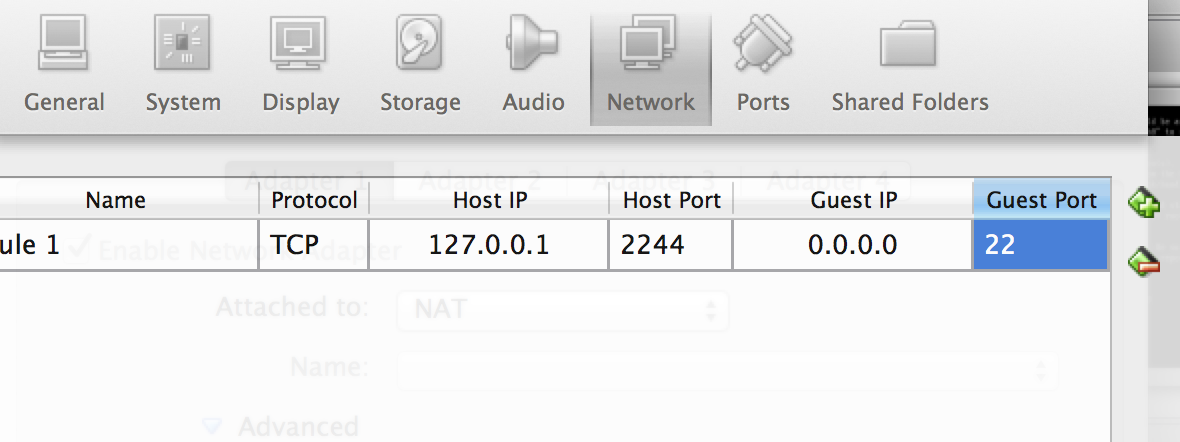 General System Display Storage Audio Network Ports Shared Folders
Adapter 1 Adapter 2 Adapter 3 Adapter 4
Name Protocol Host IP Host Port Guest IP Guest Port
ule 1 TCP 127.0.0.1 2244 0.0.0.0 22
Enable Network Adapter
Attached to: NAT
Name:
Advanced